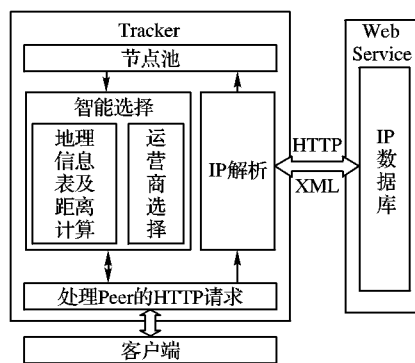 Tracker
节点池
智能选择
地理
信息
表及
距离
计算
运
营
商
选
择
IP解析
HTTP
XML
Web
Service
IP
数
据
库
处理Peer的HTTP请求
客户端